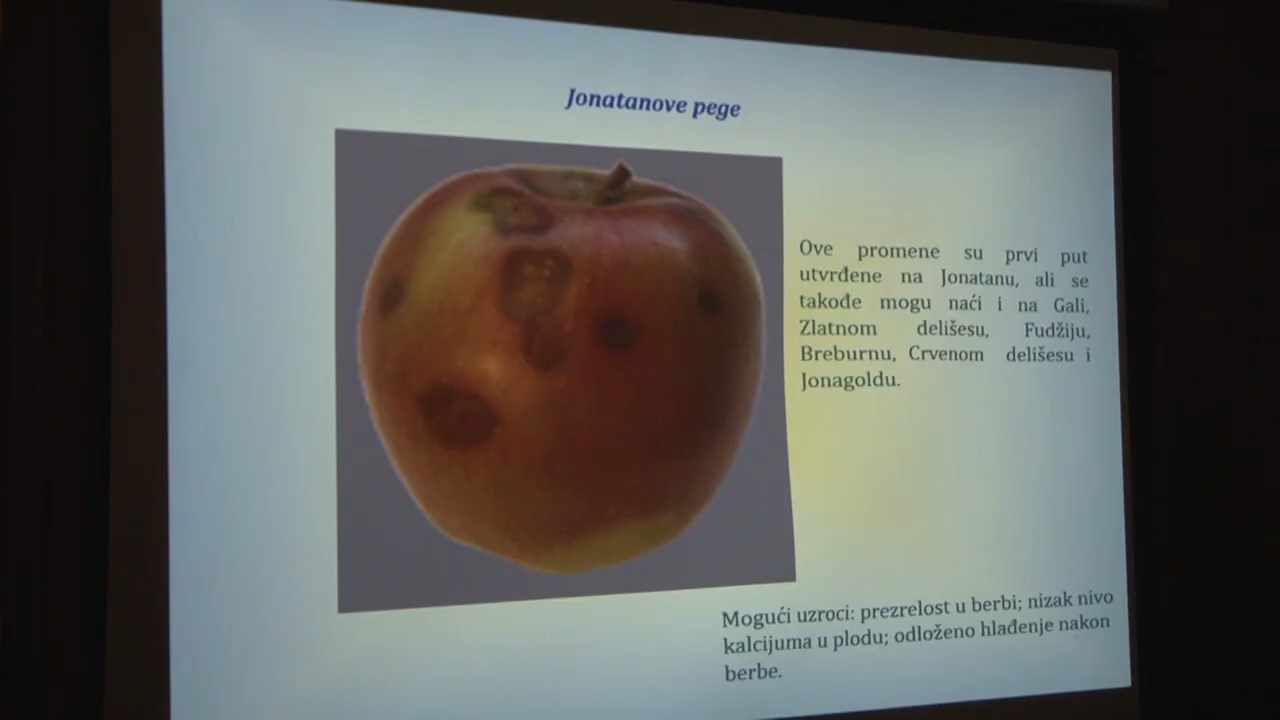 Jonatanove pege
Ove promene su prvi put
utvrđene na Jonatanu, ali se
takođe mogu naći i na Gali,
Zlatnom delišesu, Fudžiju,
Breburnu, Crvenom delišesu i
Jonagoldu.
Mogući uzroci: prezrelost u berbi; nizak nivo
kalcijuma u plodu; odloženo hlađenje nakon
berbe.